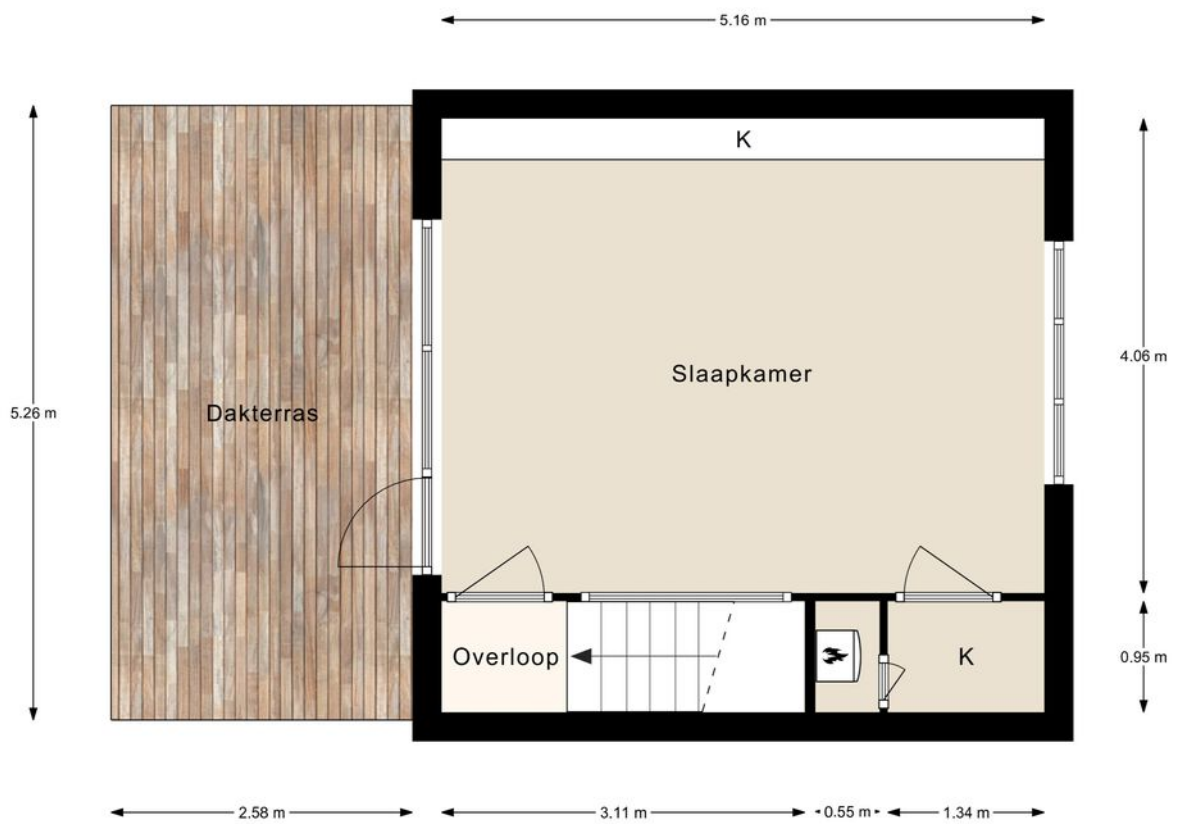 5.16 m
K
5.26 m
Dakterras
Slaapkamer
4.06 m
Overloop
K
0.95 m
2.58 m
3.11 m
0.55 m
1.34 m